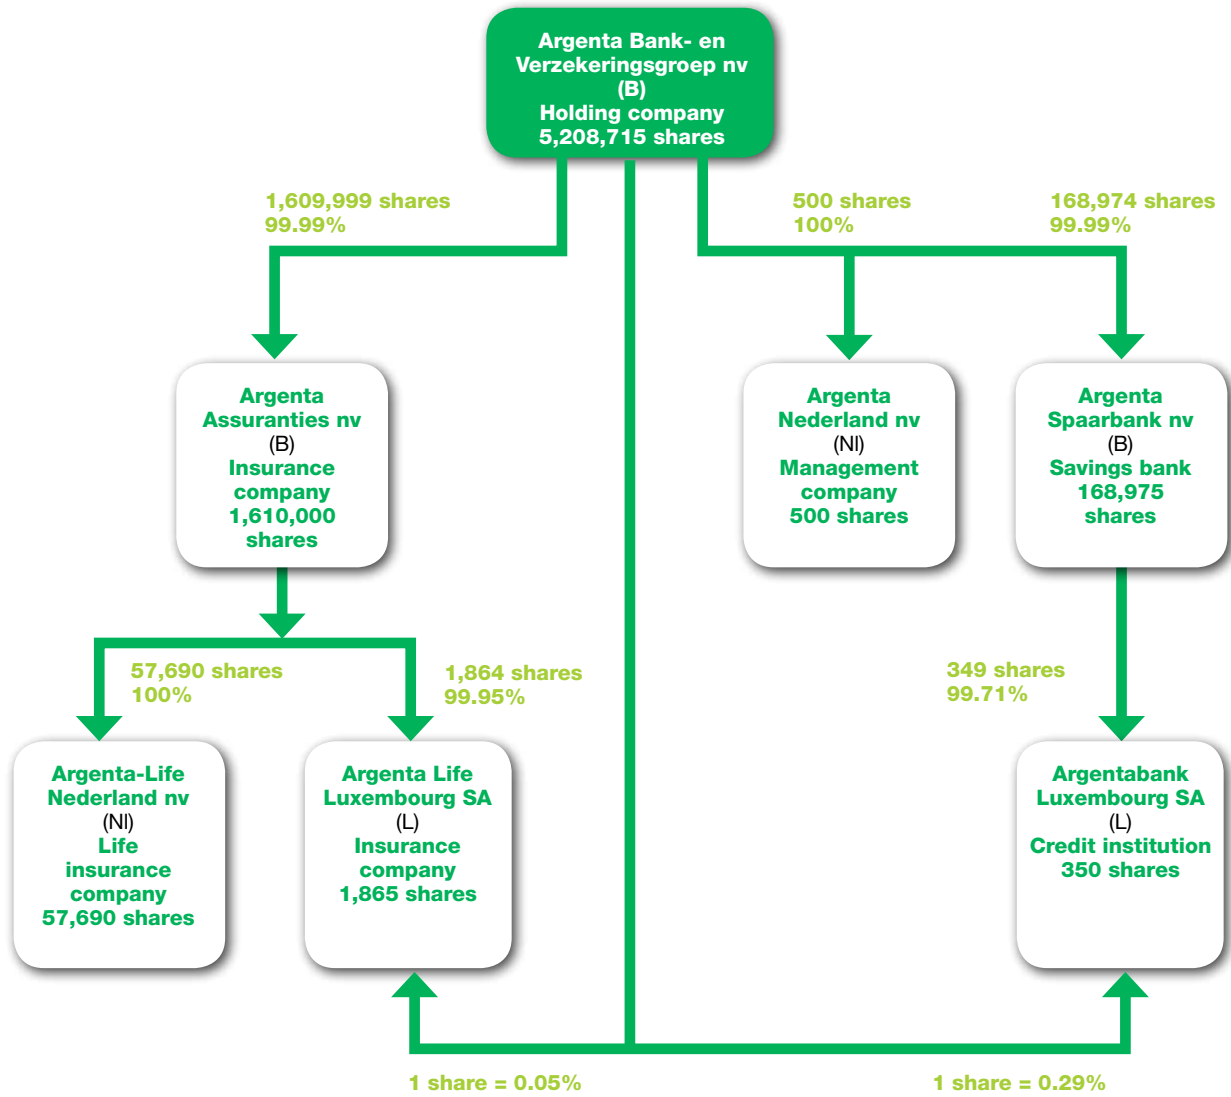 Argenta Bank- en
Verzekeringsgroep nv
(B)
Holding company
5,208,715 shares
1,609,999 shares
99.99%
500 shares
100%
168,974 shares
99.99%
Argenta
Assuranties nv
(B)
Insurance
company
1,610,000
shares
Argenta
Nederland nv
(Nl)
Management
company
500 shares
Argenta
Spaarbank nv
(B)
Savings bank
168,975
shares
57,690 shares
100%
1,864 shares
99.95%
349 shares
99.71%
Argenta-Life
Nederland nv
(Nl)
Life
insurance
company
57,690 shares
Argenta Life
Luxembourg SA
(L)
Insurance
company
1,865 shares
Argentabank
Luxembourg SA
(L)
Credit institution
350 shares
1 share = 0.05%
1 share = 0.29%